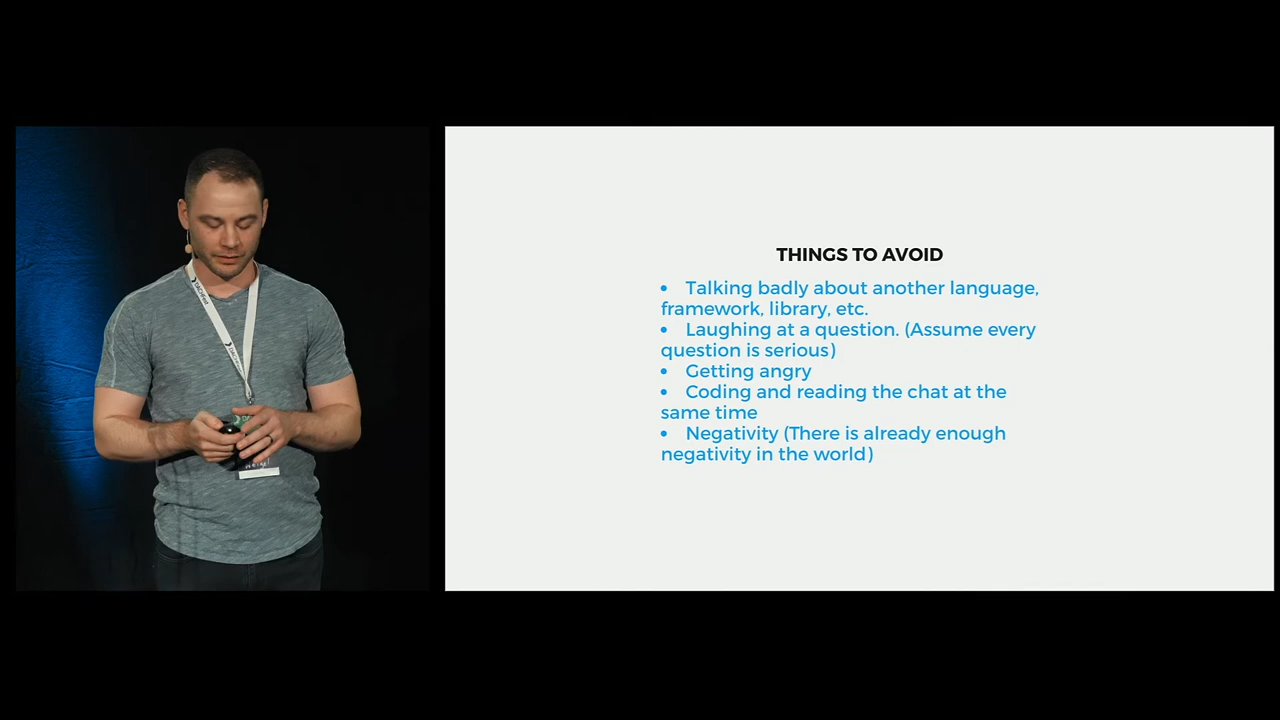 THINGS TO AVOID
• Talking badly about another language,
framework, library, etc.
• Laughing at a question. (Assume every
question is serious)
• Getting angry
• Coding and reading the chat at the
same time
• Negativity (There is already enough
negativity in the world)